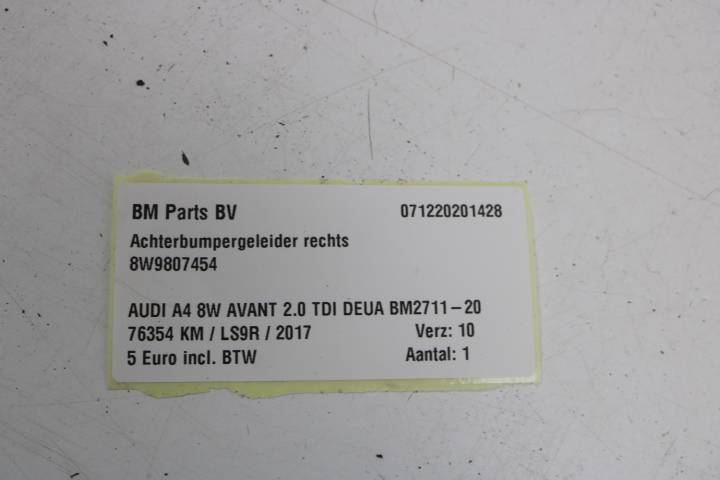 BM Parts BV 071220201428
Achterbumpergeleider rechts
8W9807454
AUDI A4 8W AVANT 2.0 TDI DEUA BM2711-20
76354 KM / LS9R / 2017 Verz: 10
5 Euro incl. BTW Aantal: 1